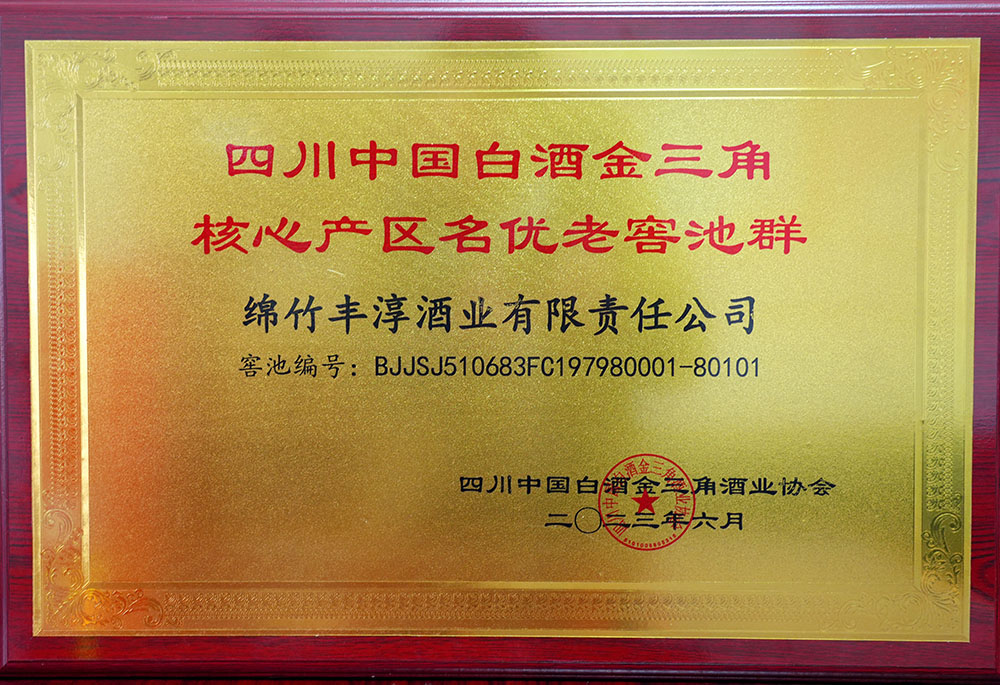 四川中国白酒金三角
核心产区名优老窖池群
绵竹丰淳酒业有限责任公司
窖池编号：BJJSJ510683FC197980001-80101
四川中国白酒金三角酒业协会
二〇二三年六月